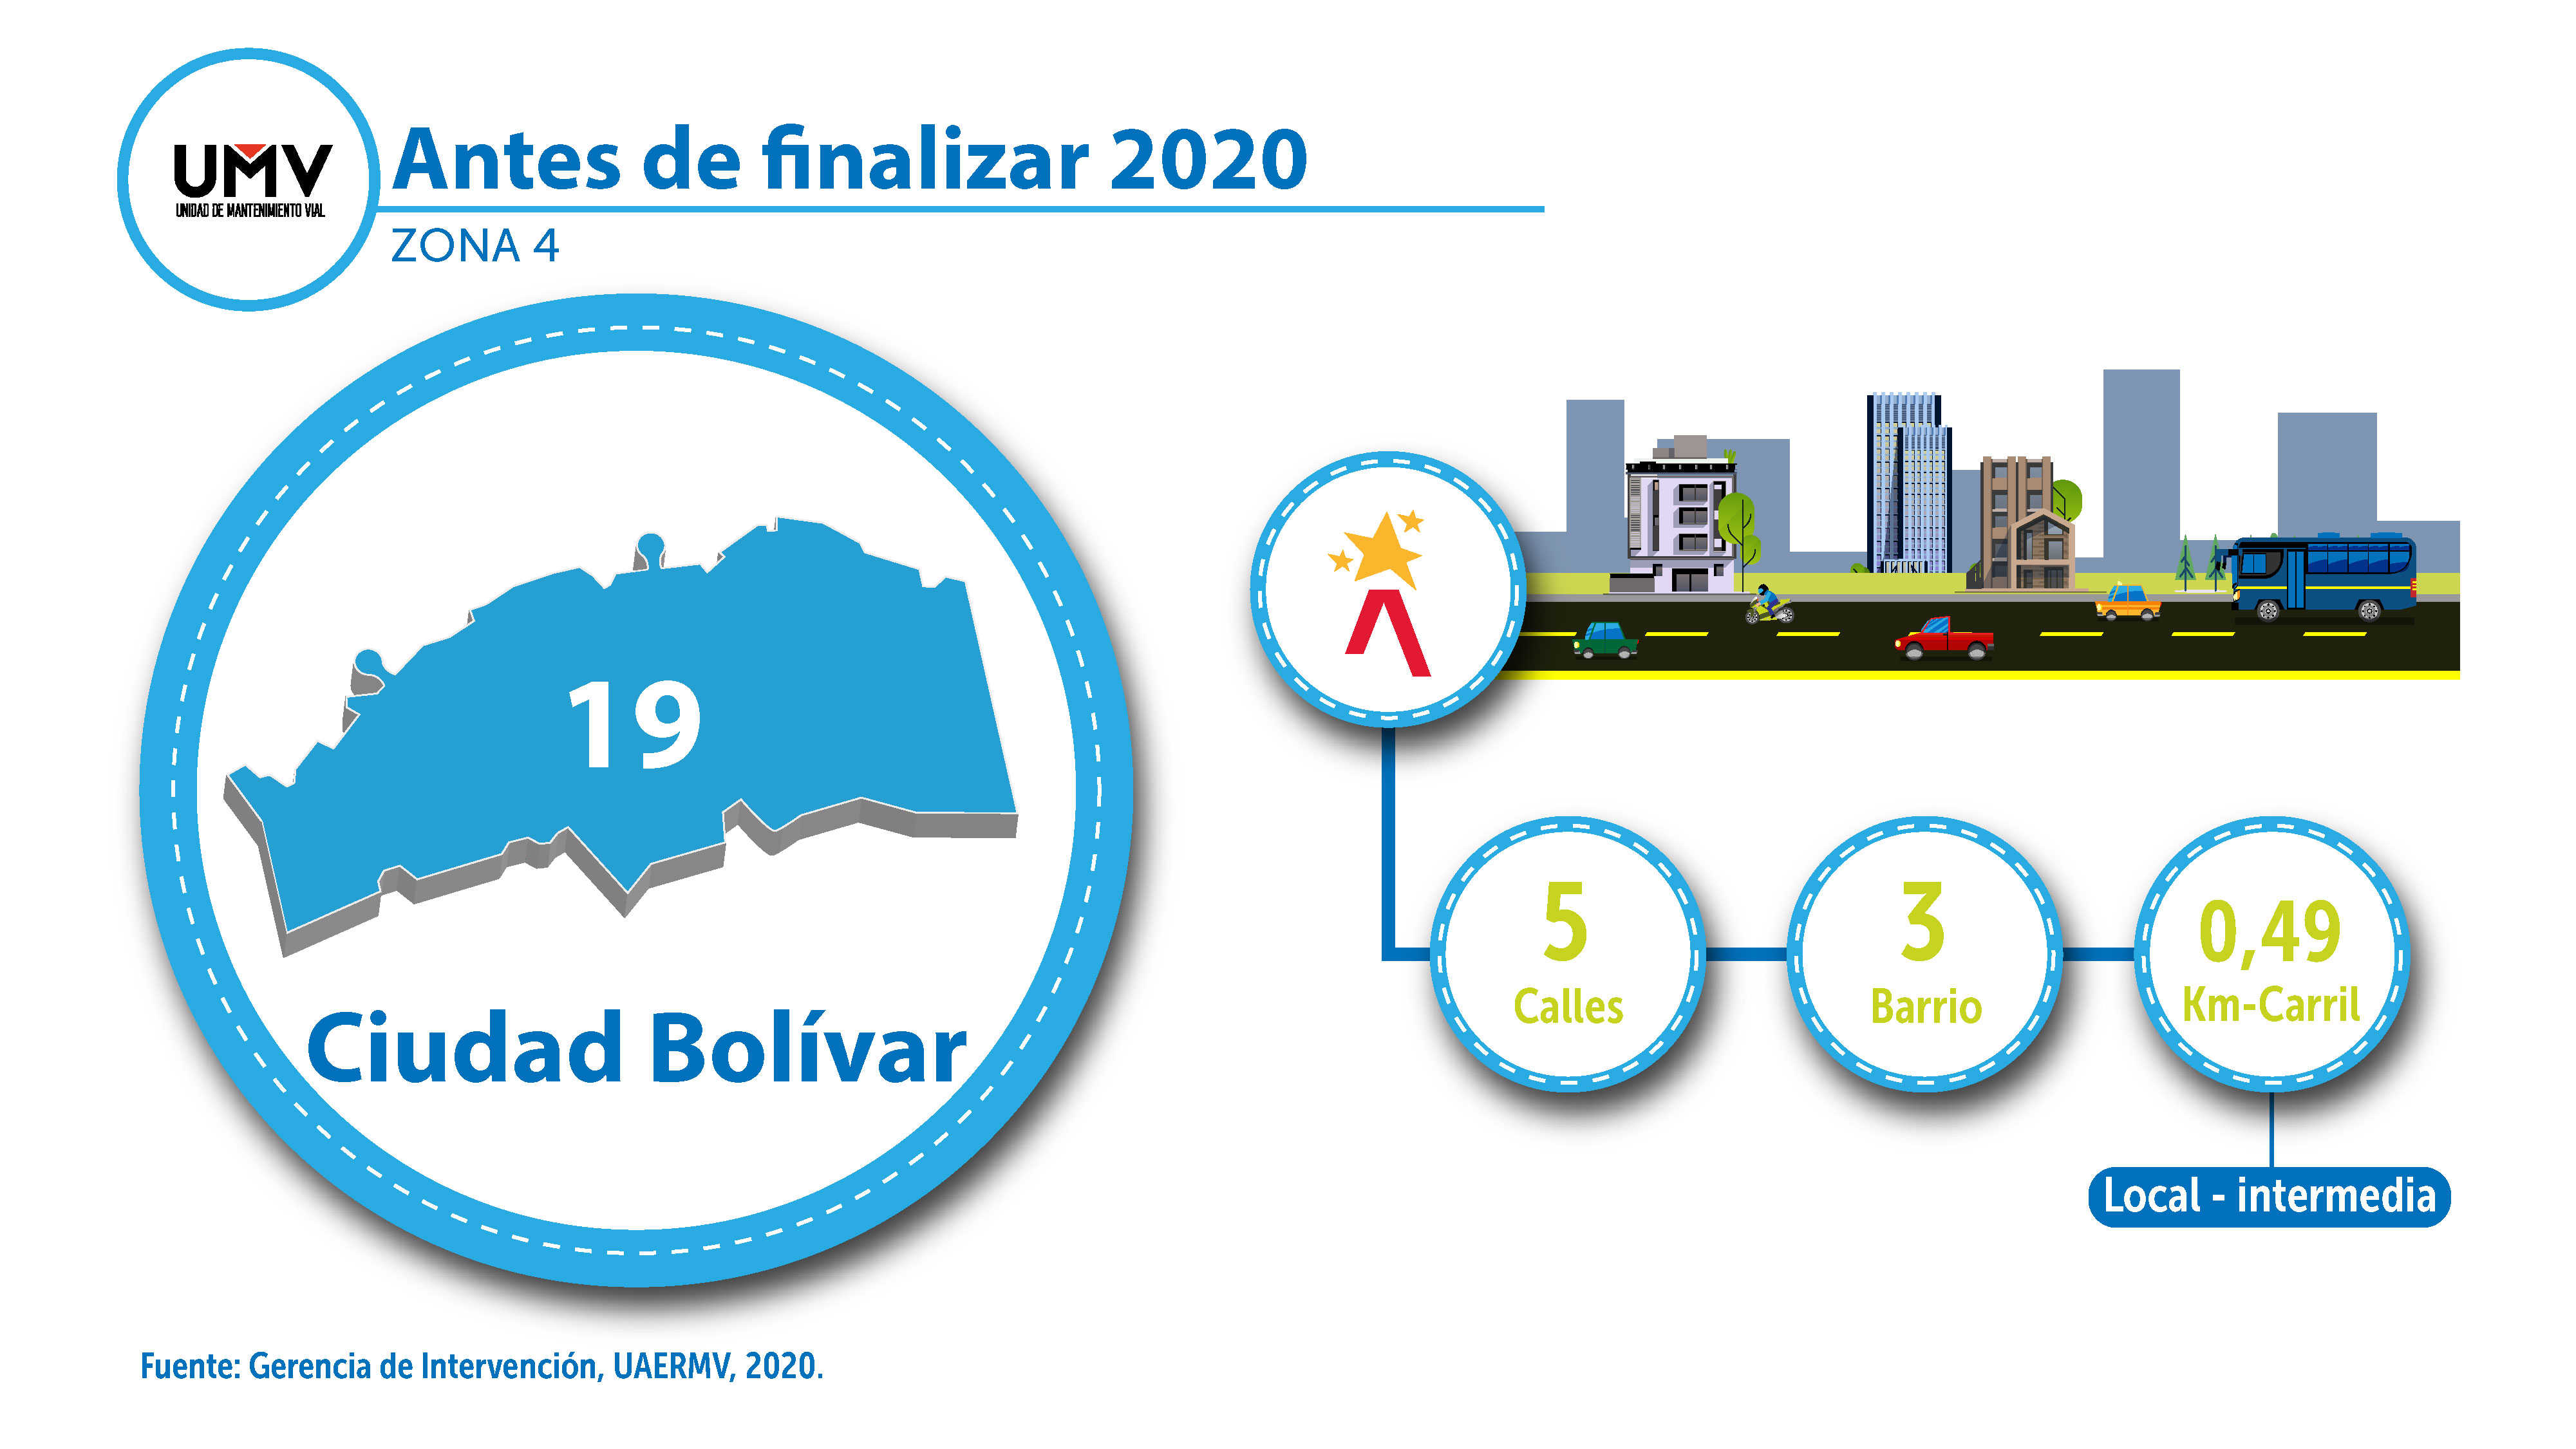 UMV
UNIDAD DE MANTENIMIENTO VIAL
Antes de finalizar 2020
ZONA 4
19
Ciudad Bolívar
5
Calles
3
Barrio
0,49
Km-Carril
Local - intermedia
Fuente: Gerencia de Intervención, UAERMV, 2020.